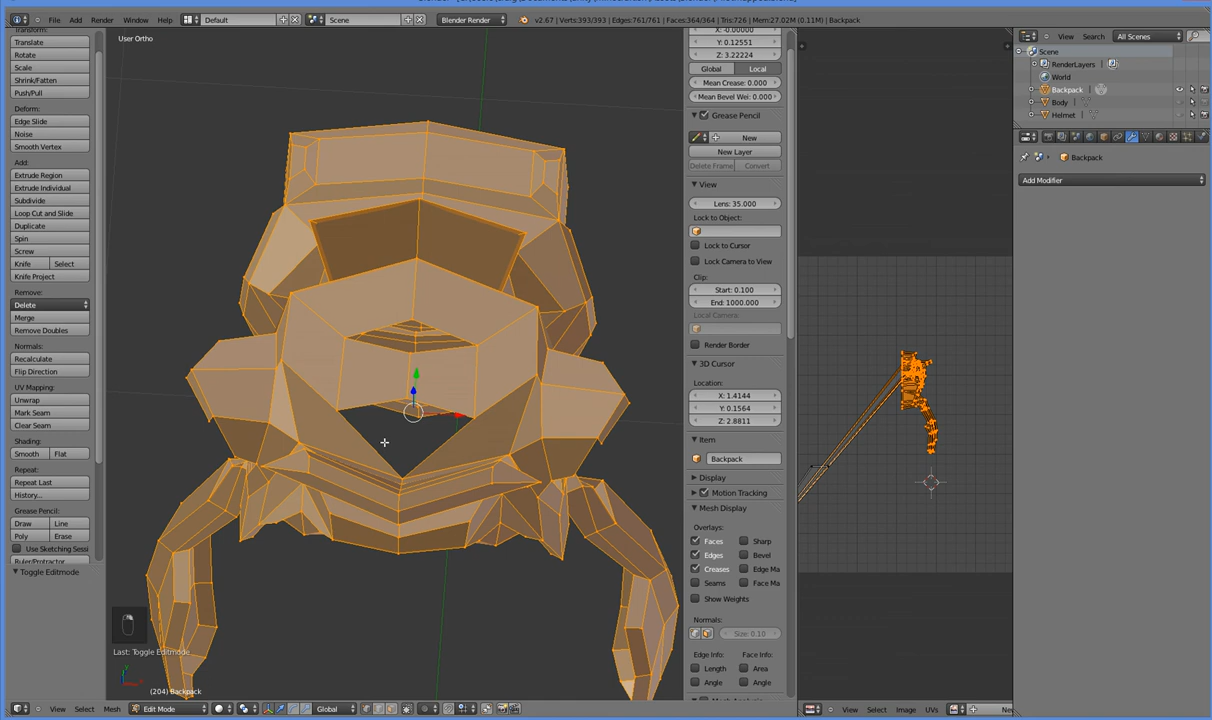 File
Add
Render
Window
Help
Default
Scene
Blender Render
v2.67 | Verts:393/393 | Edges:761/761 | Faces:364/364 | Tris:726 | Mem:27.02M (0.11M) | Backpack
Transform:
Translate
Rotate
Scale
Shrink/Fatten
Push/Pull
Deform:
Edge Slide
Noise
Smooth Vertex
Add:
Extrude Region
Extrude Individual
Subdivide
Loop Cut and Slide
Duplicate
Spin
Screw
Knife Select
Knife Project
Remove:
Delete
Merge
Remove Doubles
Normals:
Recalculate
Flip Direction
UV Mapping:
Unwrap
Mark Seam
Clear Seam
Shading:
Smooth Flat
Repeat:
Repeat Last
History...
Grease Pencil:
Draw Line
Poly Erase
Use Sketching Sessi
Ruler/Protractor
Toggle Editmode
User Ortho
Last: Toggle Editmode
(204) Backpack
X: -0.00000
Y: 0.12551
Z: 3.22224
Global Local
Mean Crease: 0.000
Mean Bevel Wei: 0.000
Grease Pencil
New
New Layer
Delete Frame Convert
View
Lens: 35.000
Lock to Object:
Lock to Cursor
Lock Camera to View
Clip:
Start: 0.100
End: 1000.000
Local Camera:
Render Border
3D Cursor
Location:
X: 1.4144
Y: 0.1564
Z: 2.8811
Item
Backpack
Display
Motion Tracking
Mesh Display
Overlays:
Faces Sharp
Edges Bevel
Creases Edge Ma
Seams Face Ma
Show Weights
Normals:
Size: 0.10
Edge Info: Face Info:
Length Area
Angle Angle
View Search All Scenes
Scene
RenderLayers
World
Backpack
Body
Helmet
Backpack
Add Modifier
View Select Mesh Edit Mode Global
View Select Image UVs New